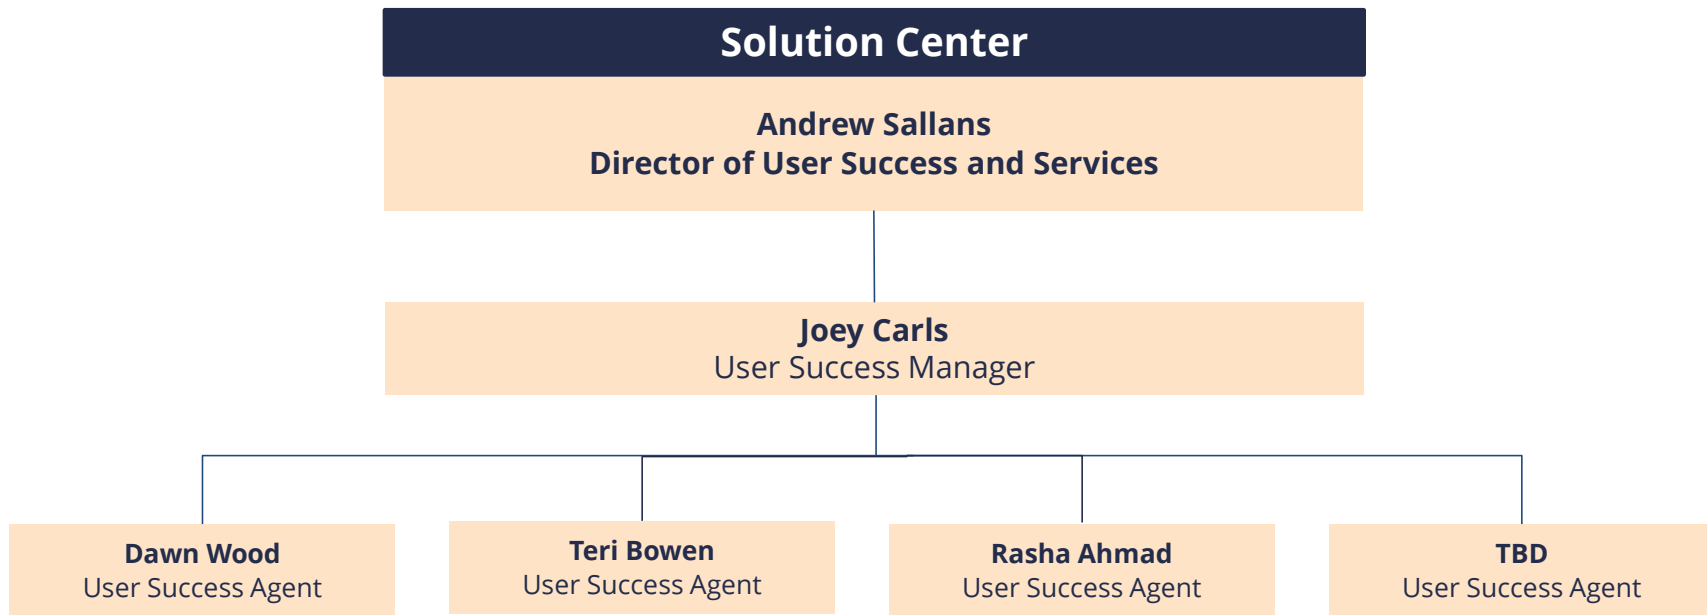 Solution Center
Andrew Sallans
Director of User Success and Services
Joey Carls
User Success Manager
Dawn Wood
User Success Agent
Teri Bowen
User Success Agent
Rasha Ahmad
User Success Agent
TBD
User Success Agent